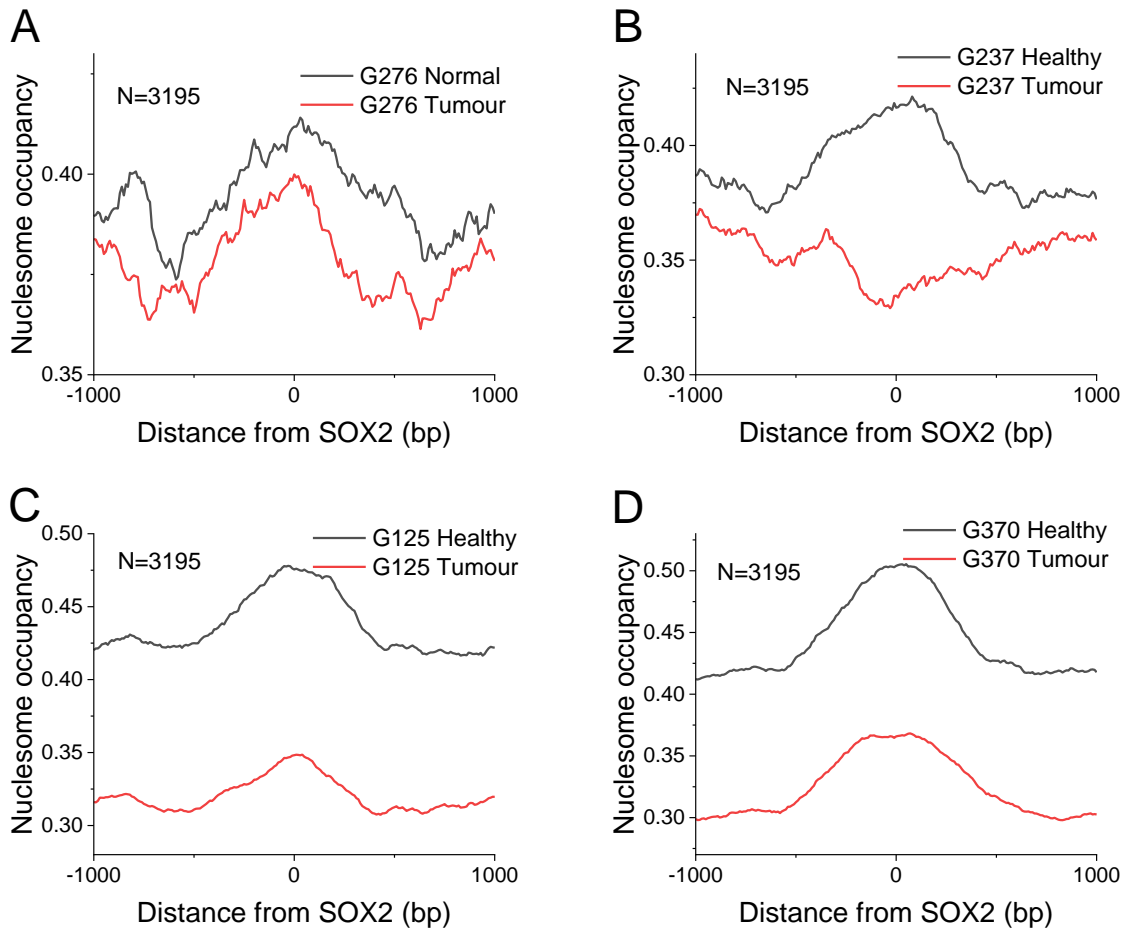 A
Nuclesome occupancy
N=3195
G276 Normal
G276 Tumour
0.40
0.35
-1000
0
1000
Distance from SOX2 (bp)
B
Nuclesome occupancy
N=3195
G237 Healthy
G237 Tumour
0.40
0.35
0.30
-1000
0
1000
Distance from SOX2 (bp)
C
Nuclesome occupancy
N=3195
G125 Healthy
G125 Tumour
0.50
0.45
0.40
0.35
0.30
-1000
0
1000
Distance from SOX2 (bp)
D
Nuclesome occupancy
N=3195
G370 Healthy
G370 Tumour
0.50
0.45
0.40
0.35
0.30
-1000
0
1000
Distance from SOX2 (bp)